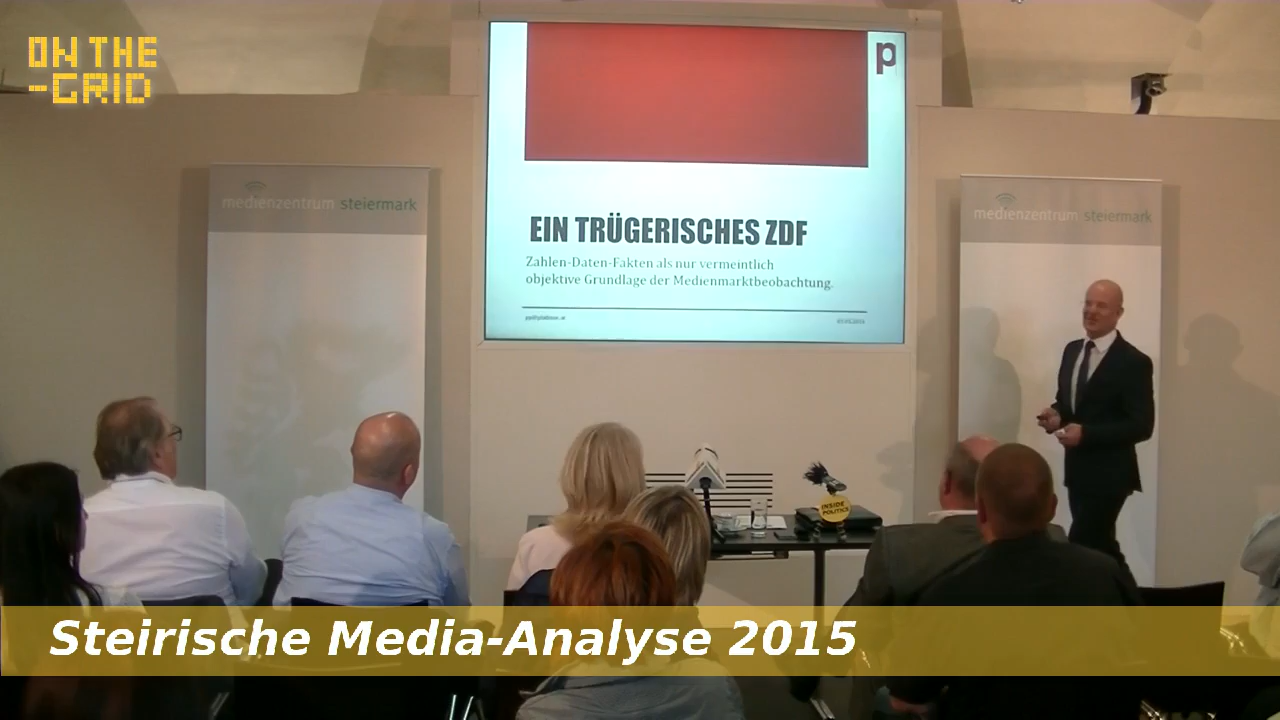 ON THE
-GRID
p
EIN TRÜGERISCHES ZDF
Zahlen-Daten-Fakten als nur vermeintlich
objektive Grundlage der Medienmarktbeobachtung.
medienzentrum steiermark
medienzentrum steiermark
INSIDE
POLITICS
Steirische Media-Analyse 2015